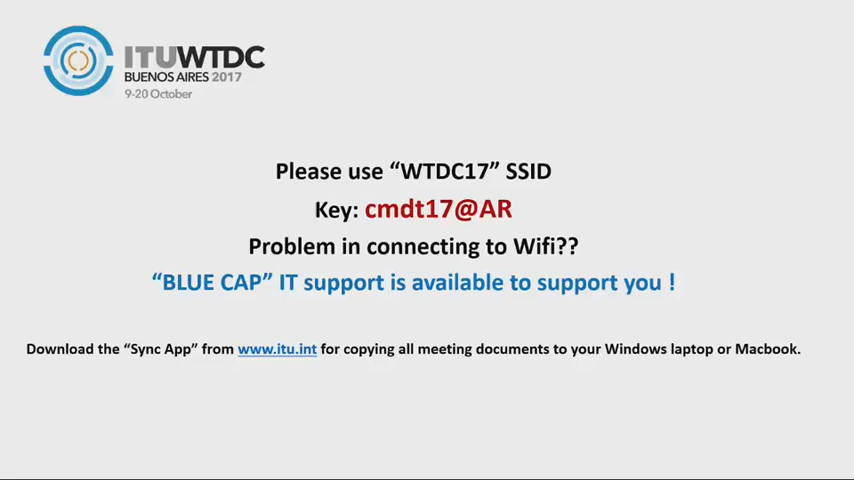 ITUWTDC
BUENOS AIRES 2017
9-20 October
Please use “WTDC17” SSID
Key: cmdt17@AR
Problem in connecting to Wifi??
“BLUE CAP” IT support is available to support you !
Download the “Sync App” from www.itu.int for copying all meeting documents to your Windows laptop or Macbook.